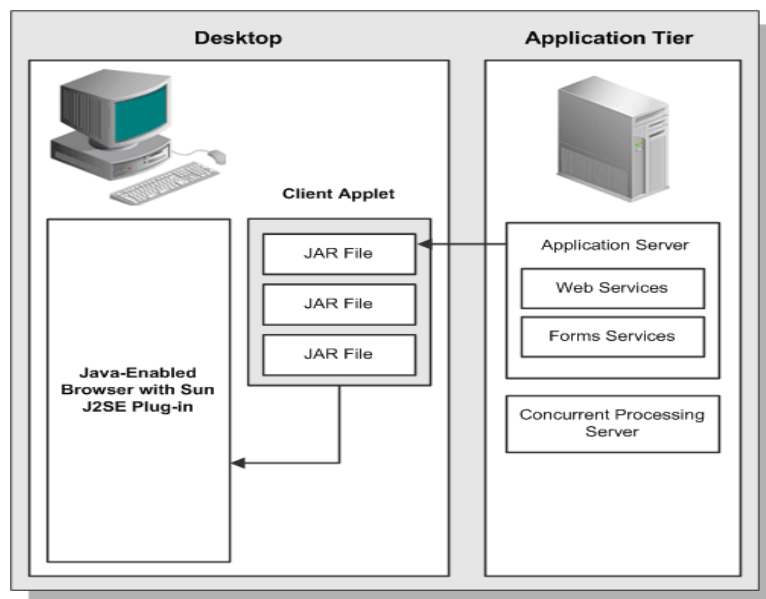 Desktop
Application Tier
Client Applet
JAR File
JAR File
JAR File
Java-Enabled
Browser with Sun
J2SE Plug-in
Application Server
Web Services
Forms Services
Concurrent Processing
Server